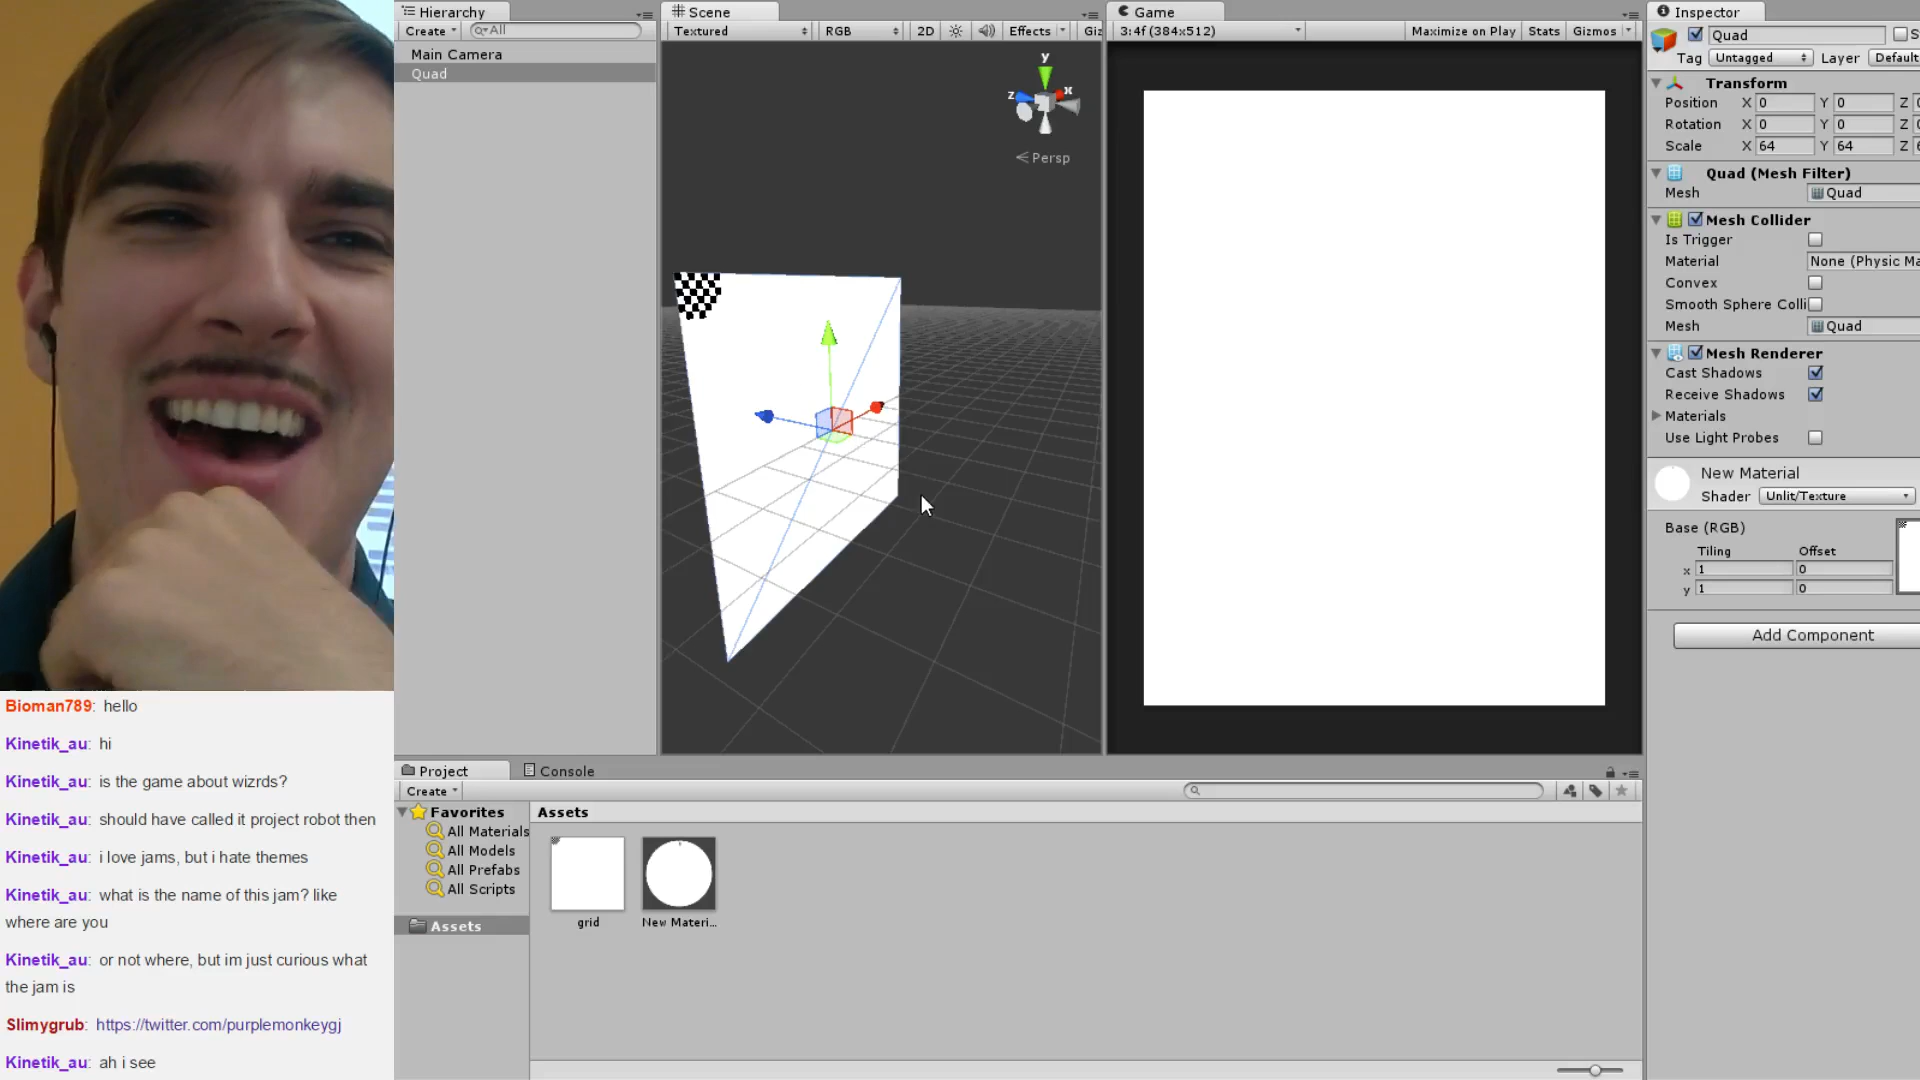 Hierarchy
Create
All
Main Camera
Quad
Scene
Textured
RGB
2D
Effects
y
x
z
Persp
Game
3:4f (384x512)
Maximize on Play
Stats
Gizmos
Inspector
Quad
Tag
Untagged
Layer
Default
Transform
Position X 0 Y 0 Z
Rotation X 0 Y 0 Z
Scale X 64 Y 64 Z
Quad (Mesh Filter)
Mesh Quad
Mesh Collider
Is Trigger
Material None (Physic Ma
Convex
Smooth Sphere Colli
Mesh Quad
Mesh Renderer
Cast Shadows
Receive Shadows
Materials
Use Light Probes
New Material
Shader Unlit/Texture
Base (RGB)
Tiling Offset
x 1 0
y 1 0
Add Component
Project
Console
Create
Favorites
All Materials
All Models
All Prefabs
All Scripts
Assets
Assets
grid
New Materi...
Bioman789: hello
Kinetik_au: hi
Kinetik_au: is the game about wizrds?
Kinetik_au: should have called it project robot then
Kinetik_au: i love jams, but i hate themes
Kinetik_au: what is the name of this jam? like
where are you
Kinetik_au: or not where, but im just curious what
the jam is
Slimygrub: https://twitter.com/purplemonkeygj
Kinetik_au: ah i see